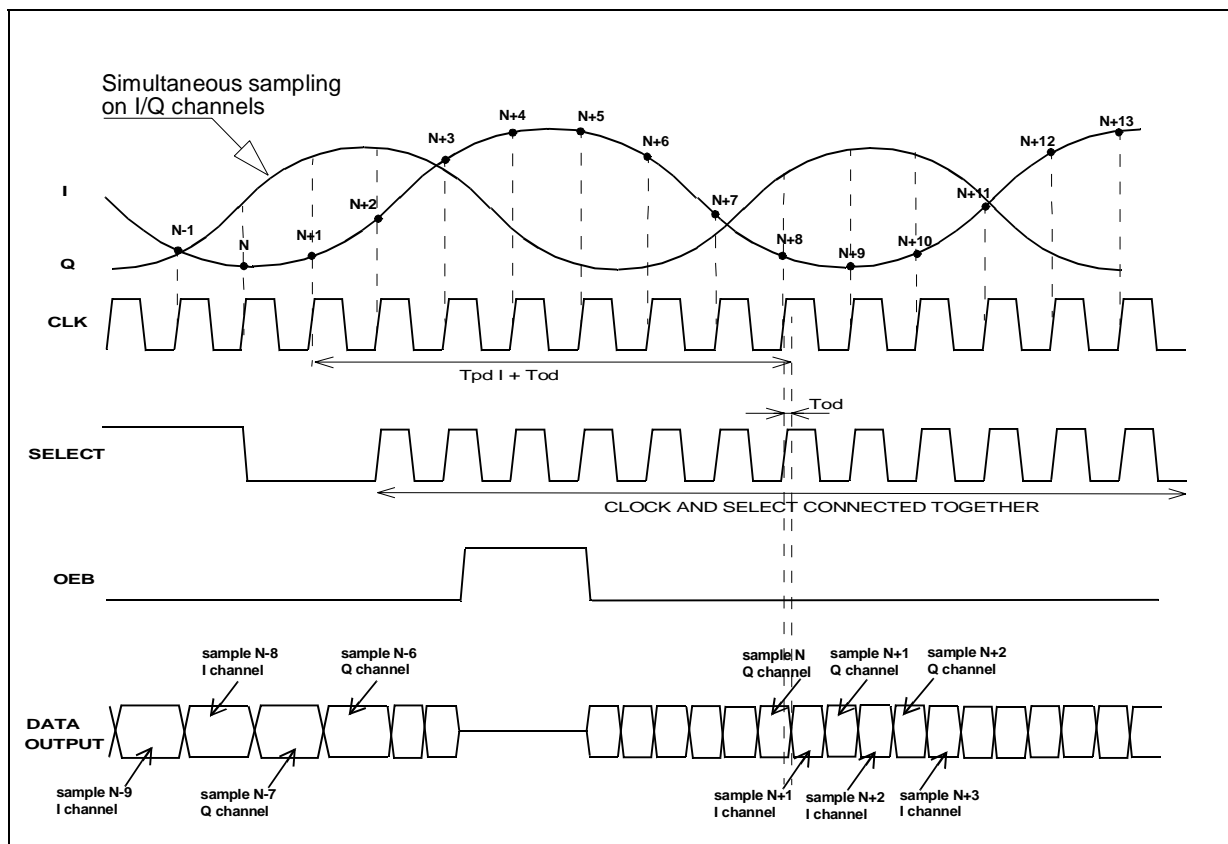 Simultaneous sampling
on I/Q channels
N-1
N
N+1
N+2
N+3
N+4
N+5
N+6
N+7
N+8
N+9
N+10
N+11
N+12
N+13
I
Q
CLK
Tpd I + Tod
Tod
SELECT
CLOCK AND SELECT CONNECTED TOGETHER
OEB
sample N-8
I channel
sample N-6
Q channel
sample N
Q channel
sample N+1
Q channel
sample N+2
Q channel
DATA
OUTPUT
sample N-9
I channel
sample N-7
Q channel
sample N+1
I channel
sample N+2
I channel
sample N+3
I channel